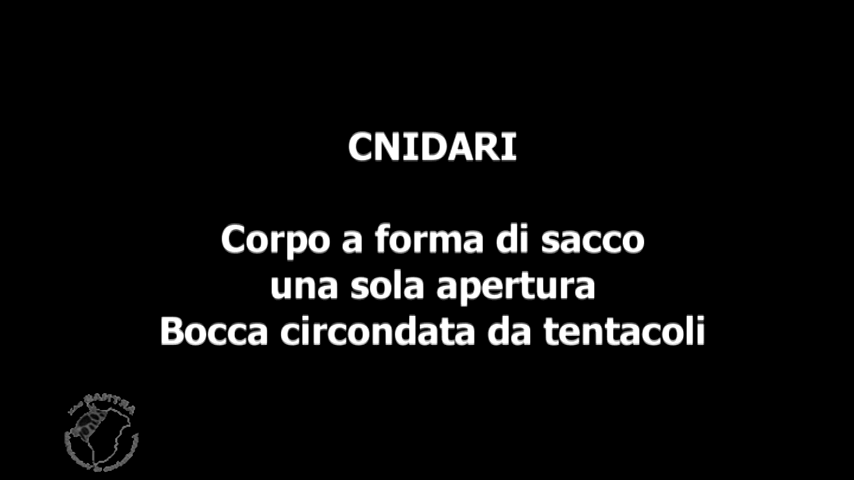 CNIDARI
Corpo a forma di sacco
una sola apertura
Bocca circondata da tentacoli